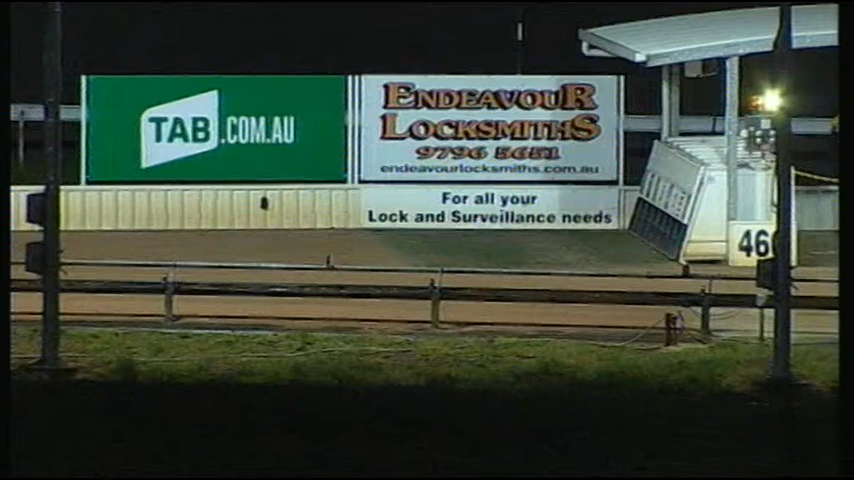 TAB.COM.AU
ENDEAVOUR
LOCKSMITHS
9796 5651
endeavourlocksmiths.com.au
For all your
Lock and Surveillance needs
46